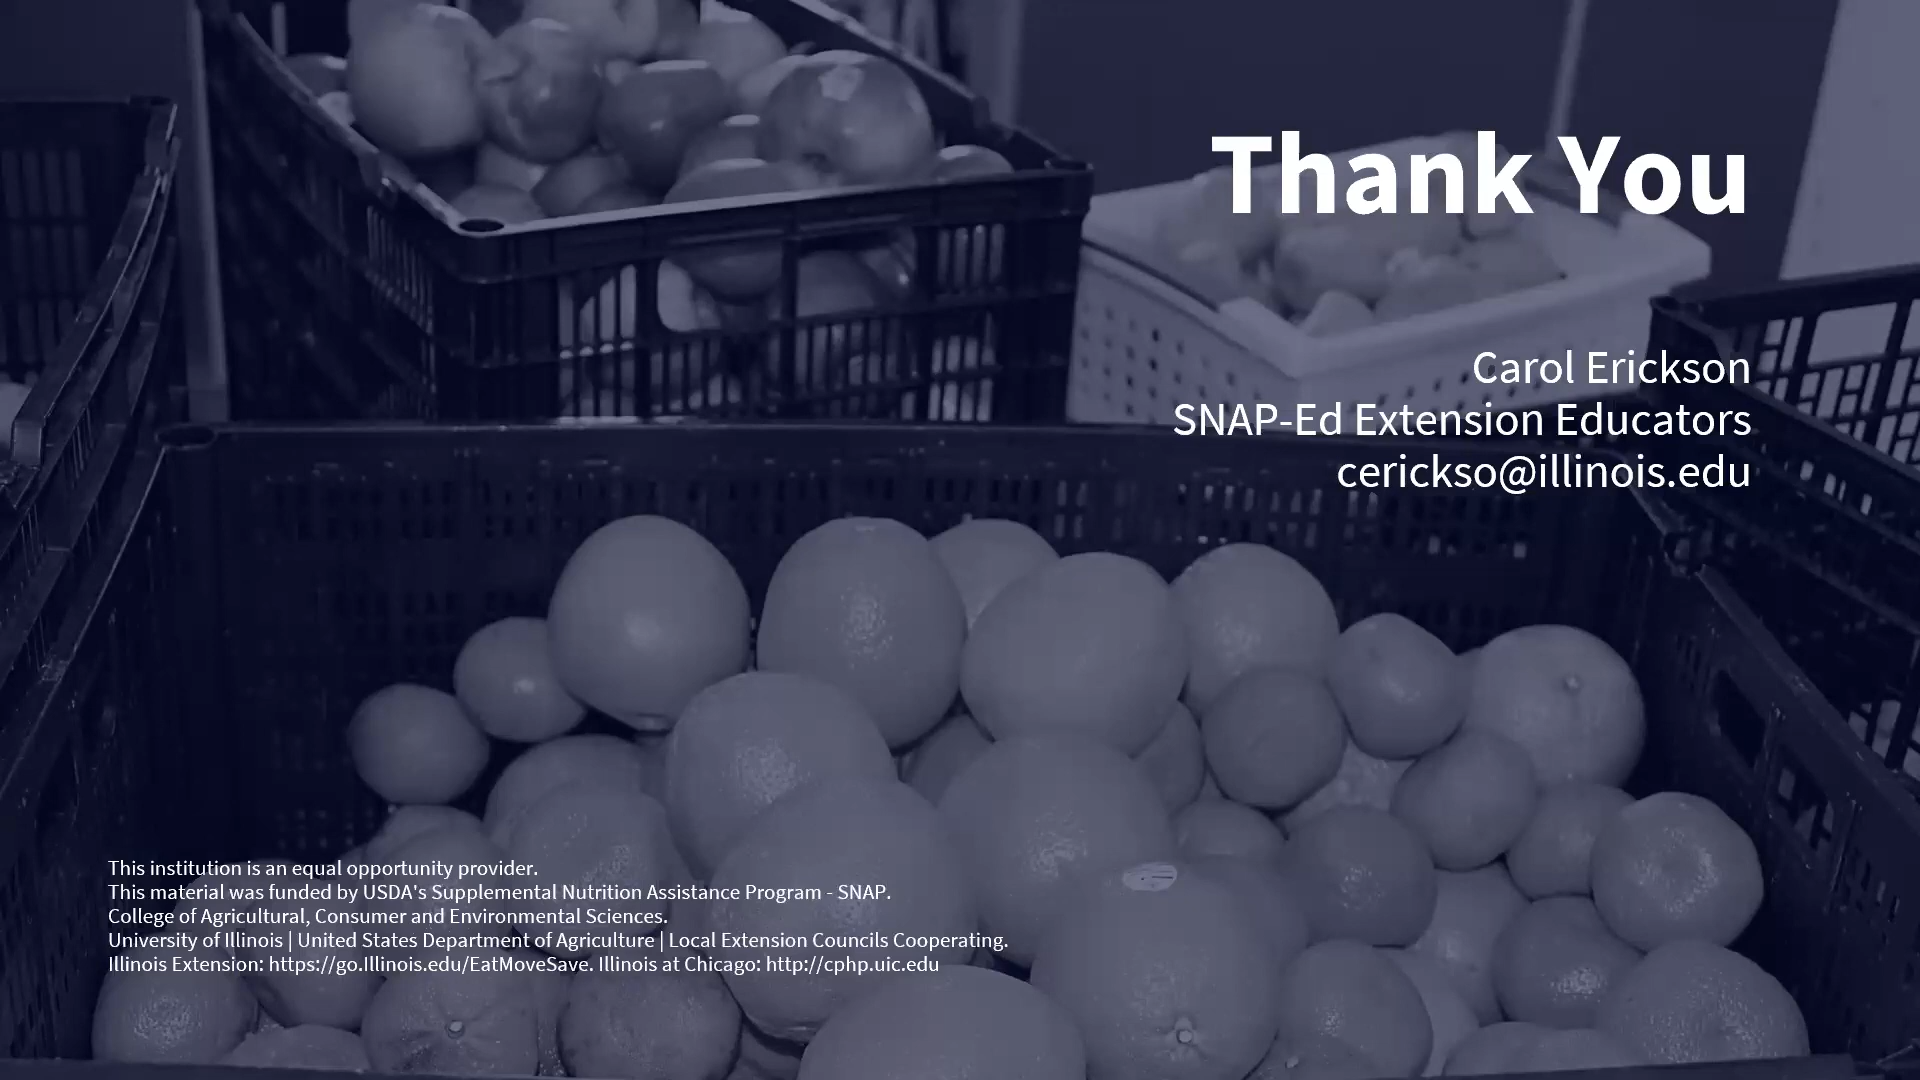 Thank You
Carol Erickson
SNAP-Ed Extension Educators
cerickso@illinois.edu
This institution is an equal opportunity provider.
This material was funded by USDA's Supplemental Nutrition Assistance Program - SNAP.
College of Agricultural, Consumer and Environmental Sciences.
University of Illinois | United States Department of Agriculture | Local Extension Councils Cooperating.
Illinois Extension: https://go.Illinois.edu/EatMoveSave. Illinois at Chicago: http://cphp.uic.edu